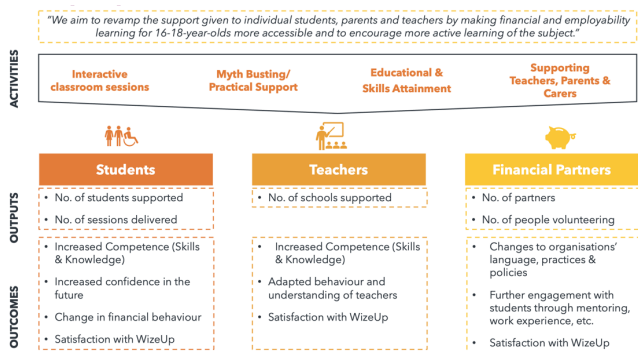 "We aim to revamp the support given to individual students, parents and teachers by making financial and employability
learning for 16-18-year-olds more accessible and to encourage more active learning of the subject."
ACTIVITIES
Interactive
classroom sessions
Myth Busting/
Practical Support
Educational &
Skills Attainment
Supporting
Teachers, Parents &
Carers
Students
Teachers
Financial Partners
OUTPUTS
• No. of students supported
• No. of sessions delivered
• No. of schools supported
• No. of partners
• No. of people volunteering
OUTCOMES
• Increased Competence (Skills
& Knowledge)
• Increased confidence in the
future
• Change in financial behaviour
• Satisfaction with WizeUp
• Increased Competence (Skills
& Knowledge)
• Adapted behaviour and
understanding of teachers
• Satisfaction with WizeUp
• Changes to organisations'
language, practices &
policies
• Further engagement with
students through mentoring,
work experience, etc.
• Satisfaction with WizeUp